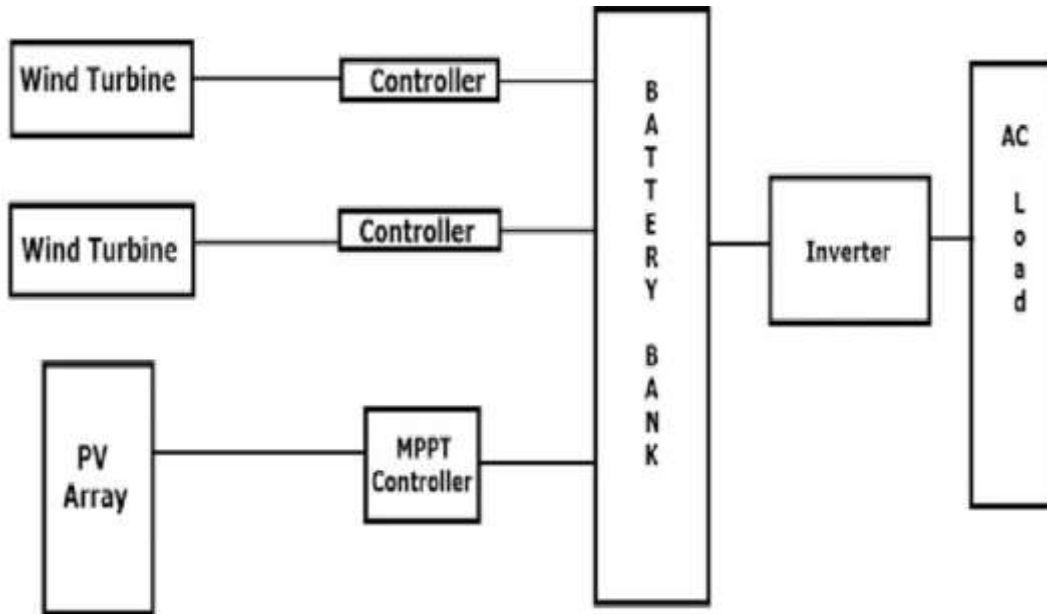 Wind Turbine
Controller
Wind Turbine
Controller
PV
Array
MPPT
Controller
B
A
T
T
E
R
Y
B
A
N
K
Inverter
AC
L
o
a
d